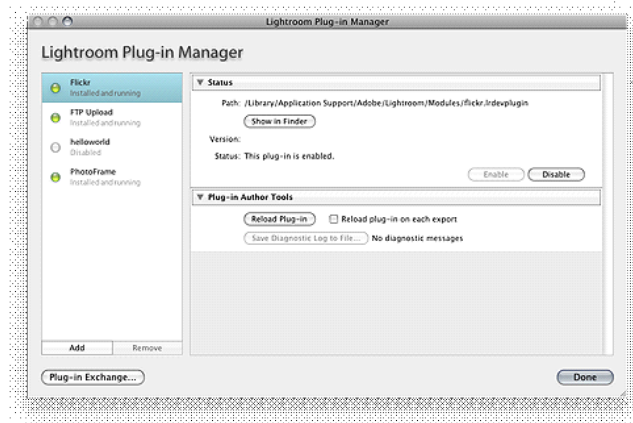 Lightroom Plug-in Manager
Lightroom Plug-in Manager
Flickr
Installed and running
FTP Upload
Installed and running
helloworld
Disabled
PhotoFrame
Installed and running
Add Remove
Plug-in Exchange...
Status
Path: /Library/Application Support/Adobe/Lightroom/Modules/flickr.lrdevplugin
Show in Finder
Version:
Status: This plug-in is enabled.
Enable Disable
Plug-in Author Tools
Reload Plug-in Reload plug-in on each export
Save Diagnostic Log to File... No diagnostic messages
Done